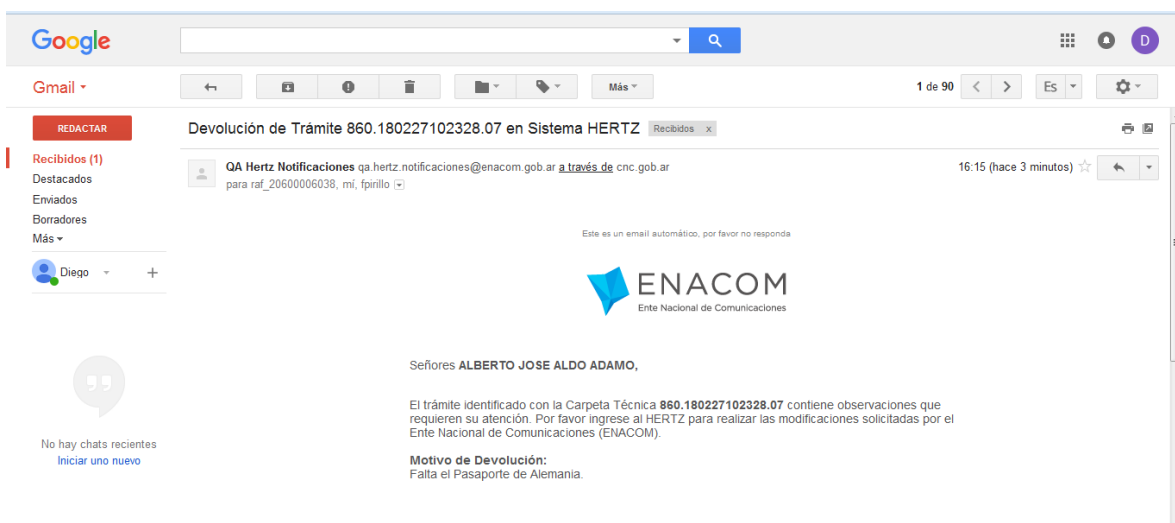 Google
D
Gmail
Más
1 de 90
Es
REDACTAR
Devolución de Trámite 860.180227102328.07 en Sistema HERTZ Recibidos x
Recibidos (1)
Destacados
Enviados
Borradores
Más
QA Hertz Notificaciones qa.hertz.notificaciones@enacom.gob.ar a través de cnc.gob.ar
16:15 (hace 3 minutos)
para raf_20600006038, mí, fpirillo
Diego
+
Este es un email automático, por favor no responda
ENACOM
Ente Nacional de Comunicaciones
Señores ALBERTO JOSE ALDO ADAMO,
El trámite identificado con la Carpeta Técnica 860.180227102328.07 contiene observaciones que
requieren su atención. Por favor ingrese al HERTZ para realizar las modificaciones solicitadas por el
Ente Nacional de Comunicaciones (ENACOM).
Motivo de Devolución:
Falta el Pasaporte de Alemania.
No hay chats recientes
Iniciar uno nuevo